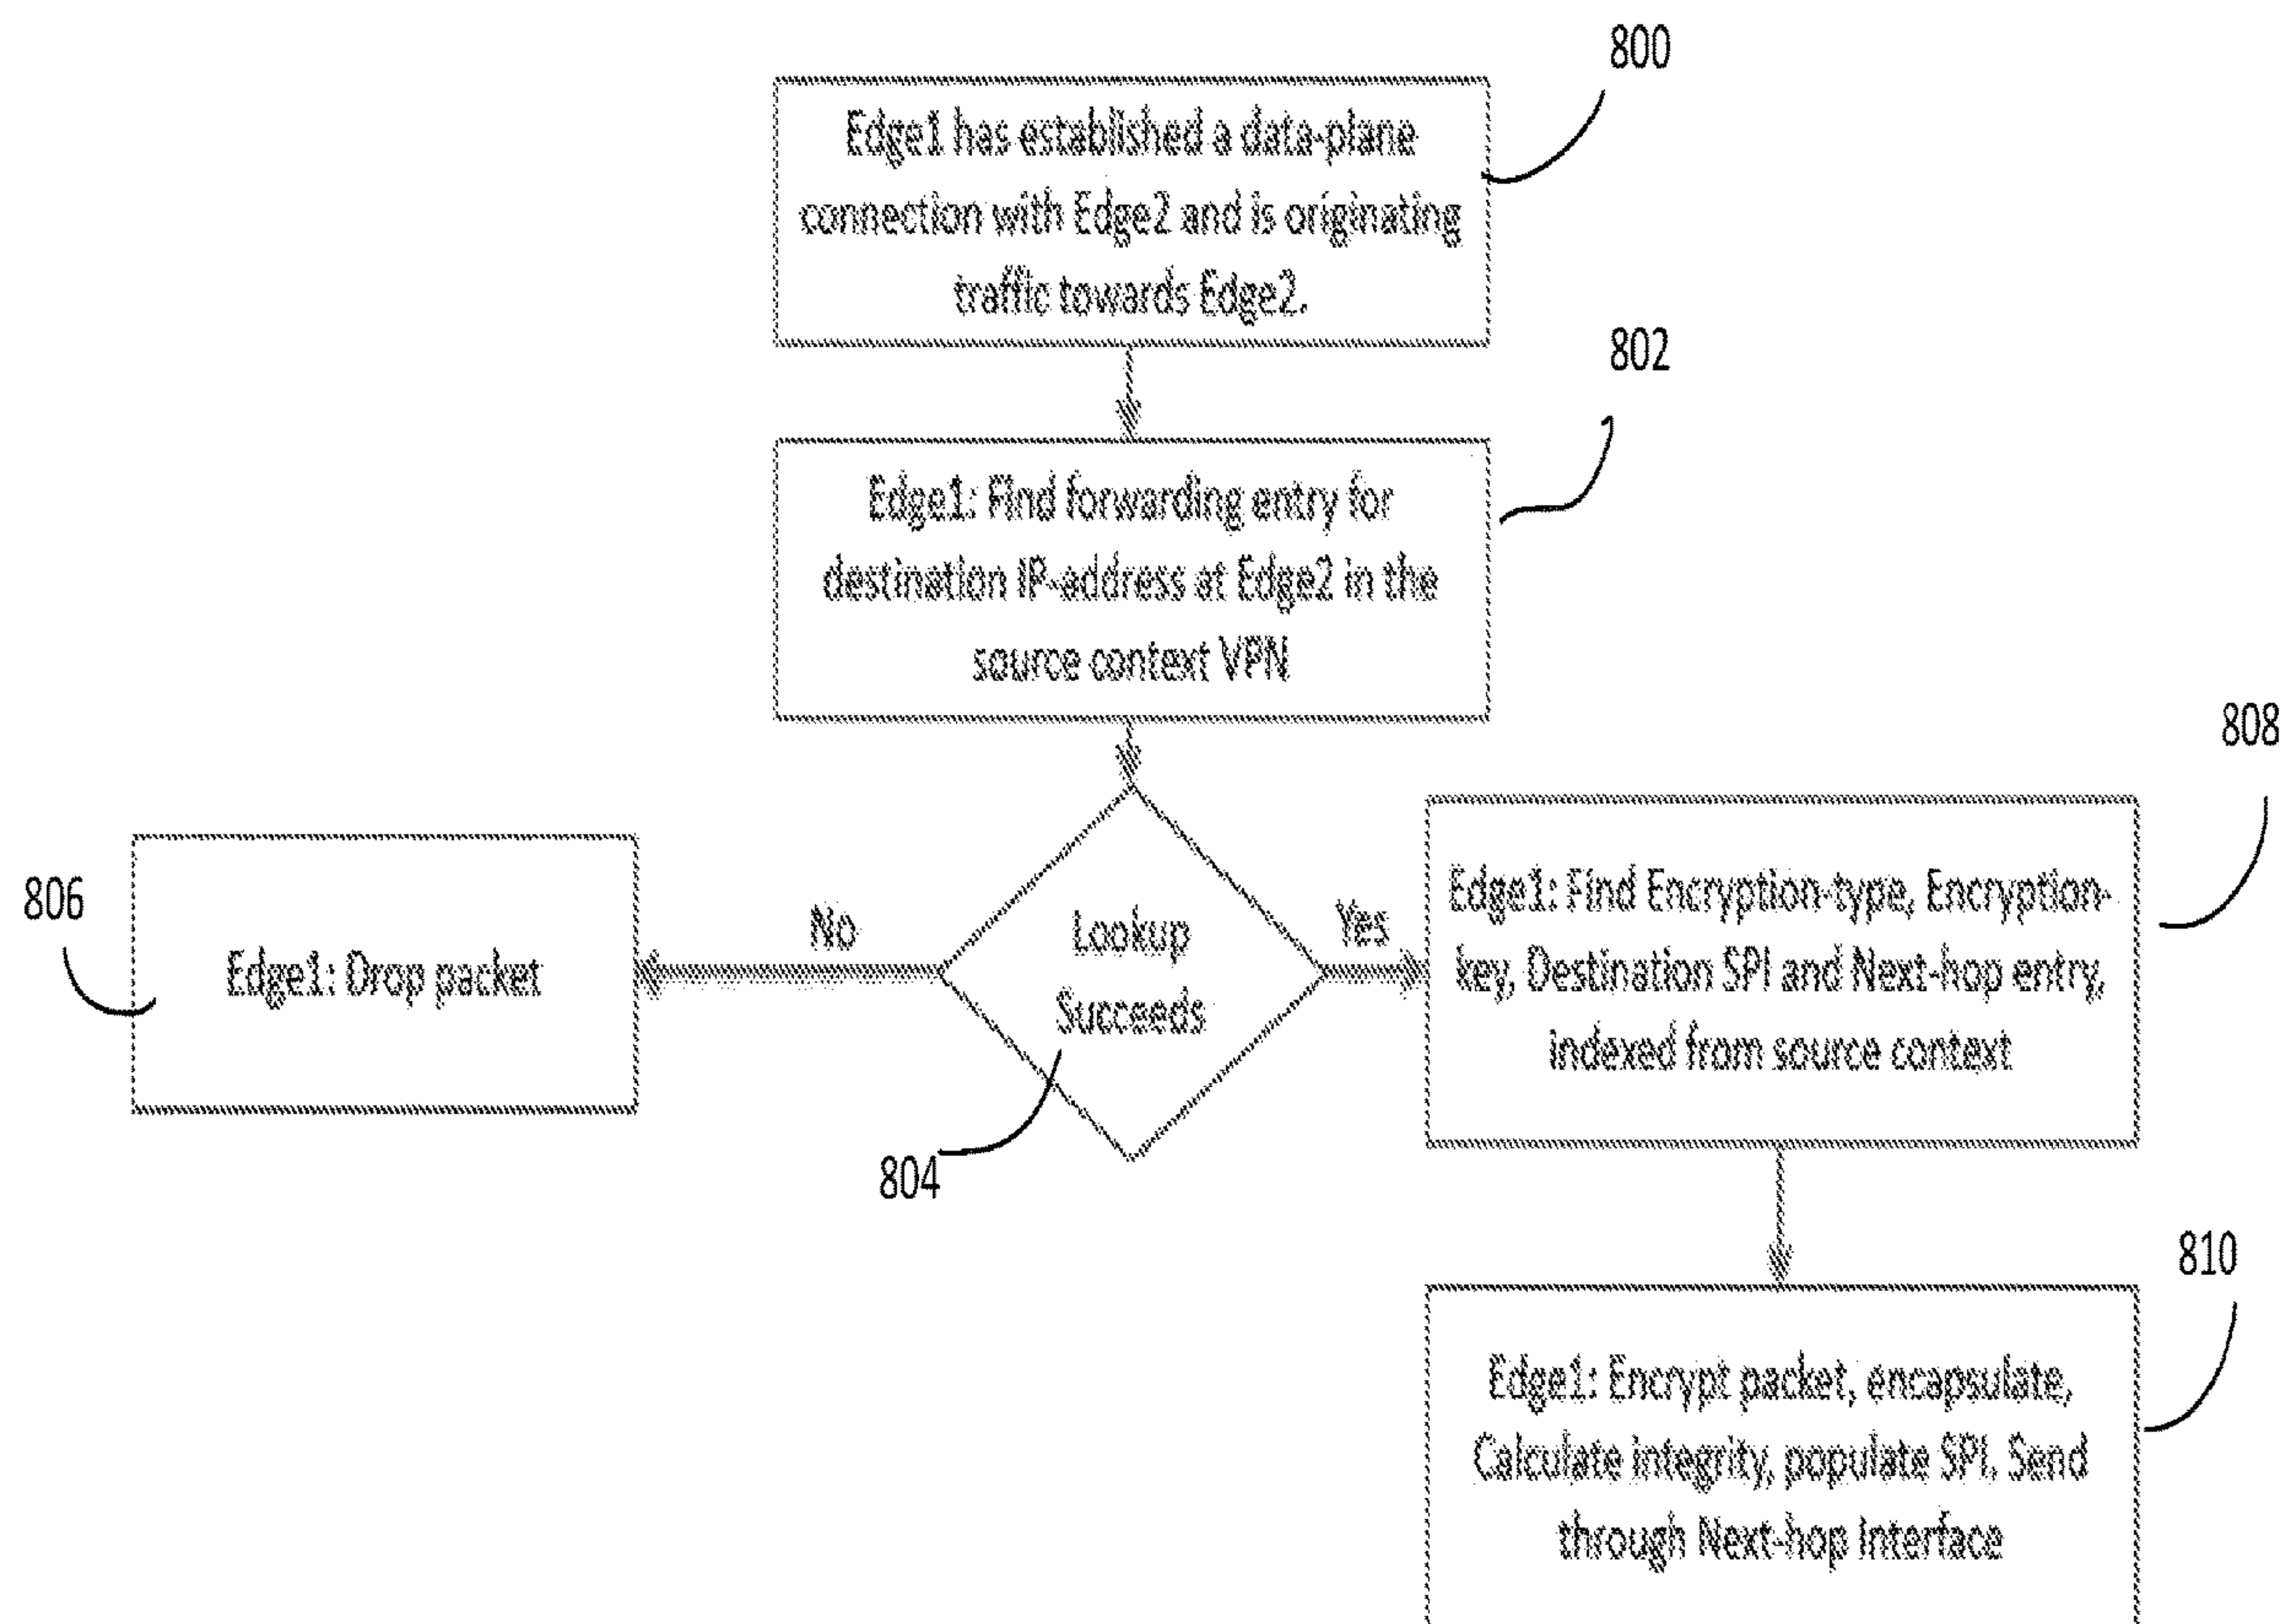 800
Edge1 has established a data-plane
connection with Edge2 and is originating
traffic towards Edge2.
802
Edge1: Find forwarding entry for
destination IP-address at Edge2 in the
source context VPN
808
806
Edge1: Drop packet
No
Lookup
Succeeds
Yes
804
Edge1: Find Encryption-type, Encryption-
key, Destination SPI and Next-hop entry,
indexed from source context
810
Edge1: Encrypt packet, encapsulate,
Calculate integrity, populate SPI. Send
through Next-hop Interface